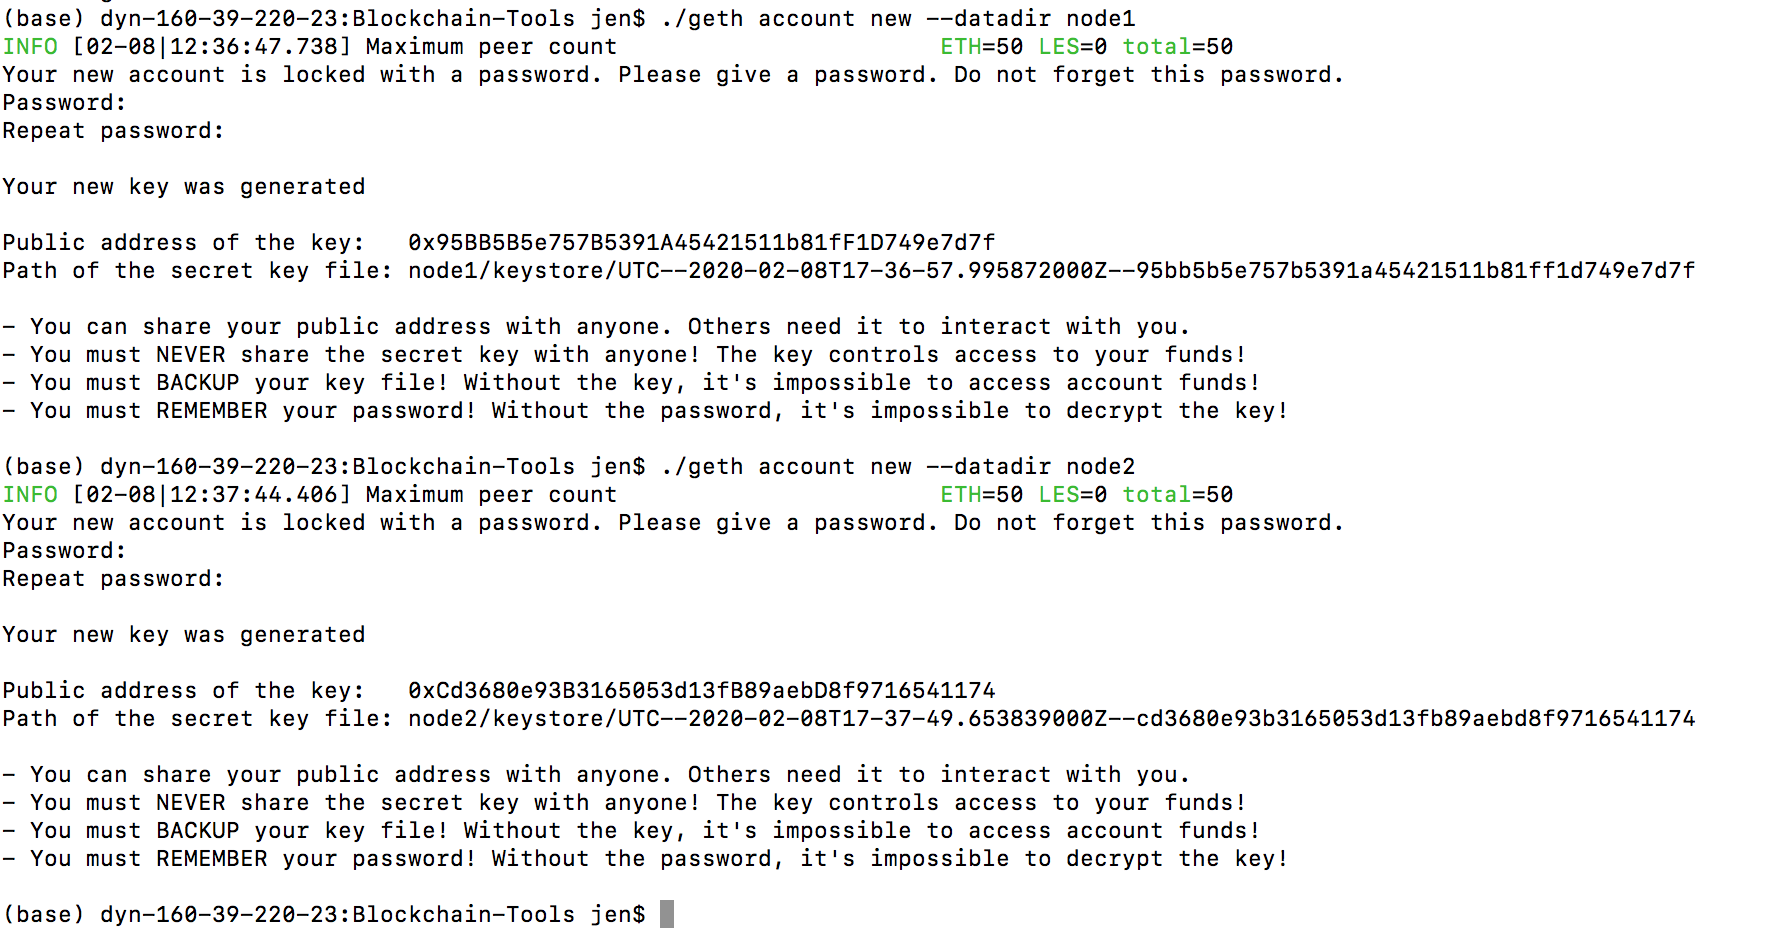 (base) dyn-160-39-220-23:Blockchain-Tools jen$ ./geth account new --datadir node1
INFO [02-08|12:36:47.738] Maximum peer count                       ETH=50 LES=0 total=50
Your new account is locked with a password. Please give a password. Do not forget this password.
Password:
Repeat password:
Your new key was generated
Public address of the key:   0x95BB5B5e757B5391A45421511b81fF1D749e7d7f
Path of the secret key file: node1/keystore/UTC--2020-02-08T17-36-57.995872000Z--95bb5b5e757b5391a45421511b81ff1d749e7d7f
- You can share your public address with anyone. Others need it to interact with you.
- You must NEVER share the secret key with anyone! The key controls access to your funds!
- You must BACKUP your key file! Without the key, it's impossible to access account funds!
- You must REMEMBER your password! Without the password, it's impossible to decrypt the key!
(base) dyn-160-39-220-23:Blockchain-Tools jen$ ./geth account new --datadir node2
INFO [02-08|12:37:44.406] Maximum peer count                       ETH=50 LES=0 total=50
Your new account is locked with a password. Please give a password. Do not forget this password.
Password:
Repeat password:
Your new key was generated
Public address of the key:   0xCd3680e93B3165053d13fB89aebD8f9716541174
Path of the secret key file: node2/keystore/UTC--2020-02-08T17-37-49.653839000Z--cd3680e93b3165053d13fb89aebd8f9716541174
- You can share your public address with anyone. Others need it to interact with you.
- You must NEVER share the secret key with anyone! The key controls access to your funds!
- You must BACKUP your key file! Without the key, it's impossible to access account funds!
- You must REMEMBER your password! Without the password, it's impossible to decrypt the key!
(base) dyn-160-39-220-23:Blockchain-Tools jen$